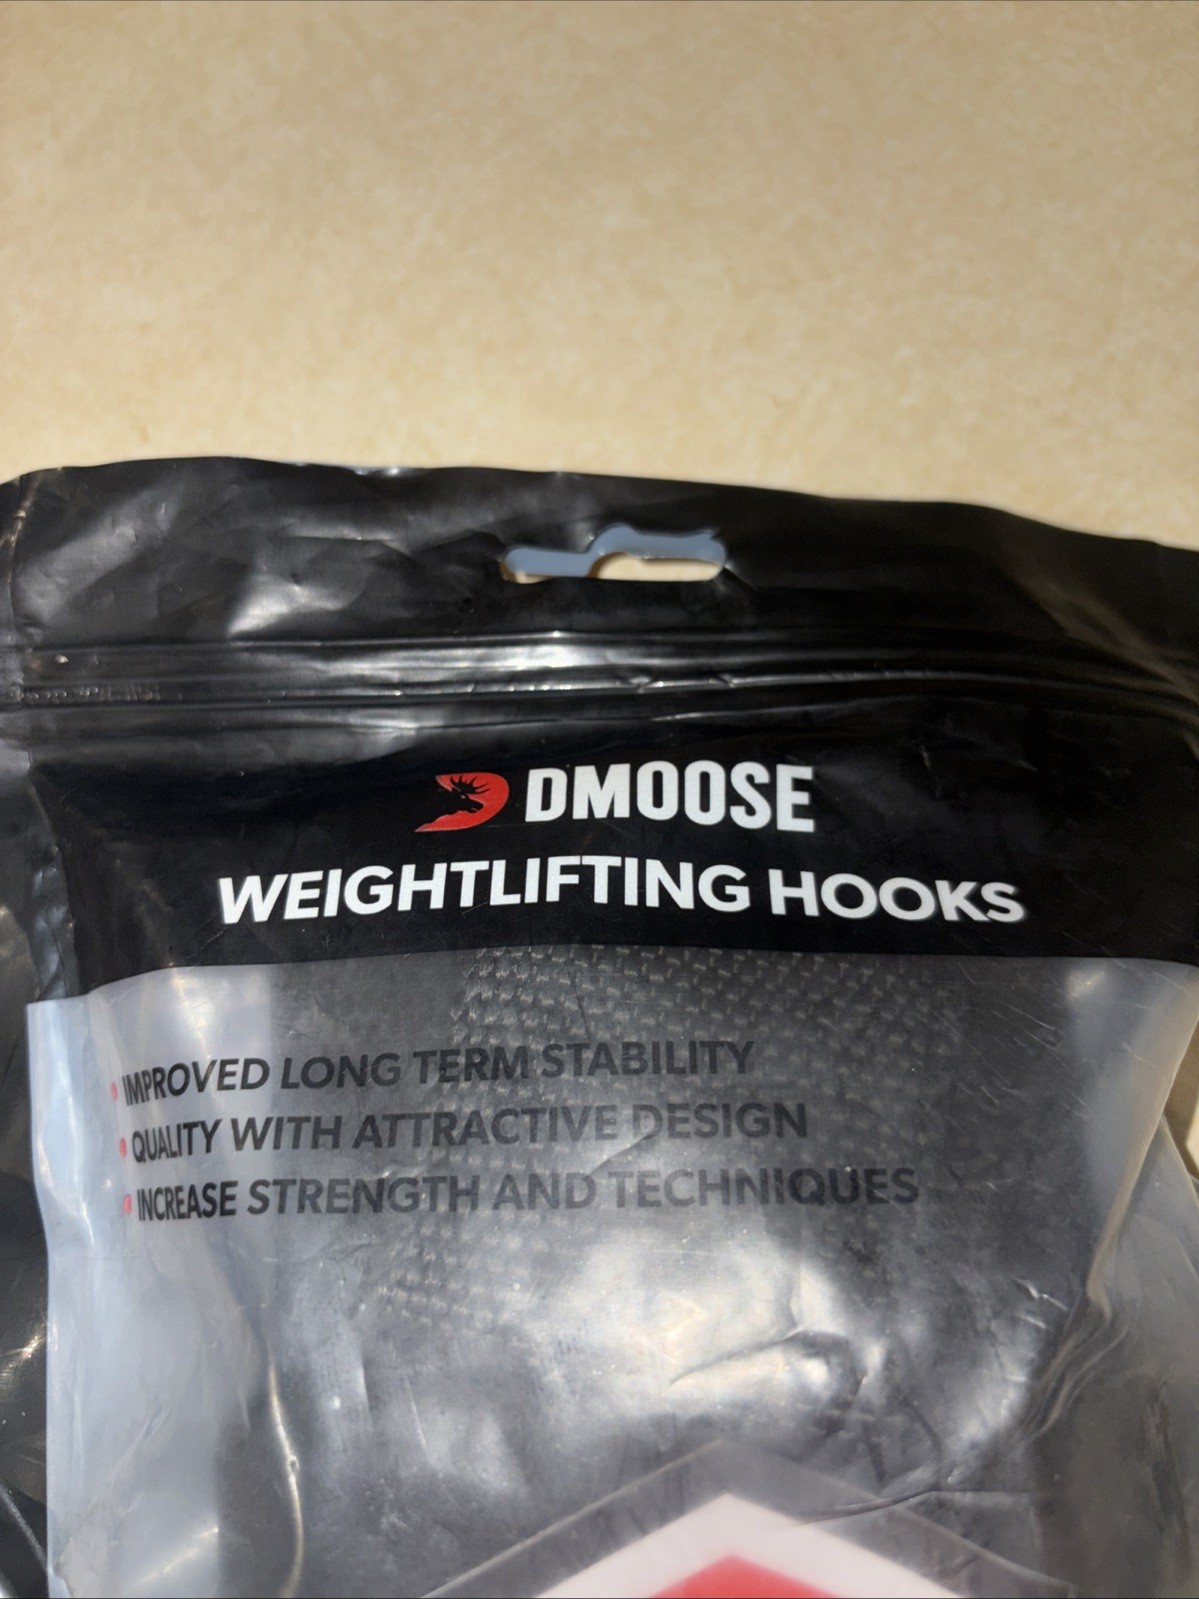 DMOOSE
WEIGHTLIFTING HOOKS
IMPROVED LONG TERM STABILITY
QUALITY WITH ATTRACTIVE DESIGN
INCREASE STRENGTH AND TECHNIQUES